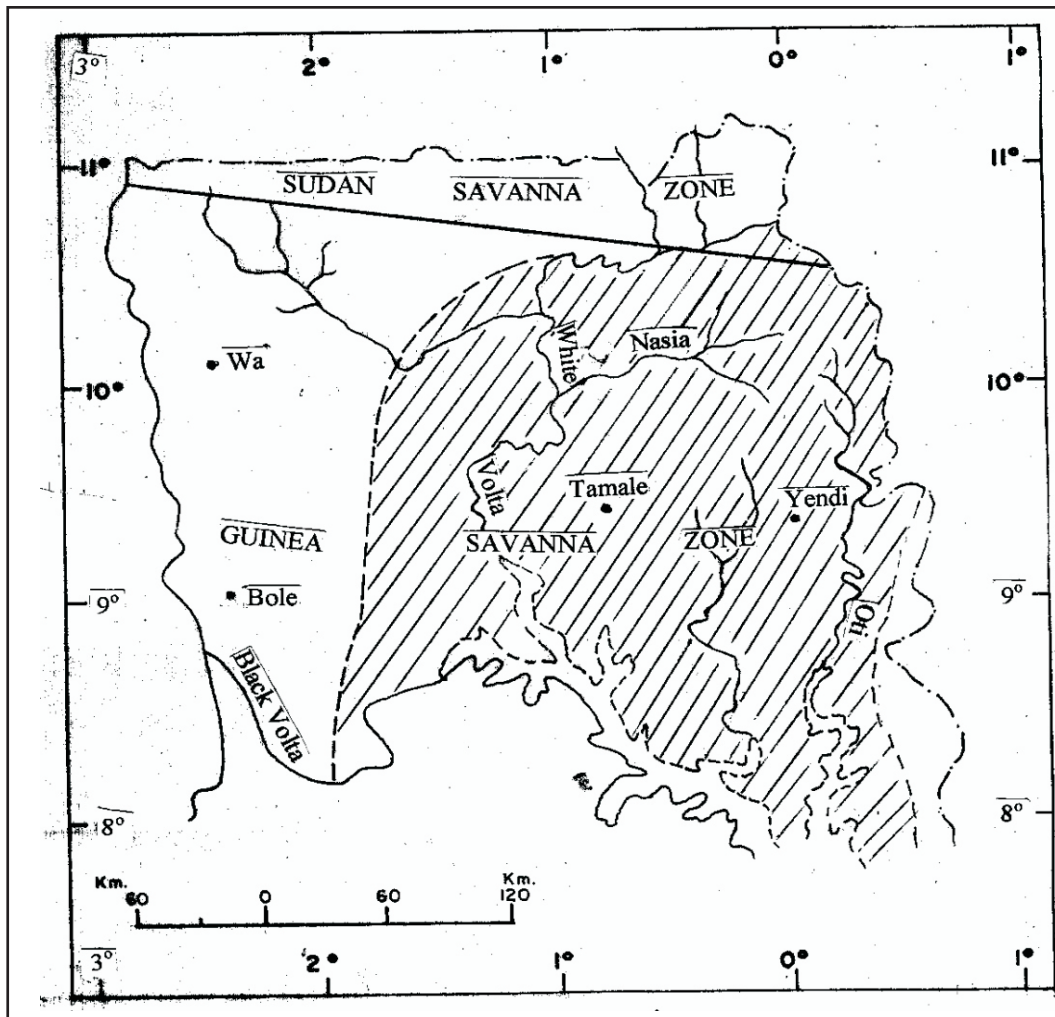 3° 2° 1° 0° 1°
11° 11°
SUDAN SAVANNA ZONE
White Nasia
Wa
10° 10°
Volta Tamale Yendi
GUINEA SAVANNA ZONE
9° Bole 9°
Oti
Black Volta
8° 8°
Km. Km.
60 0 60 120
3° 2° 1° 0° 1°